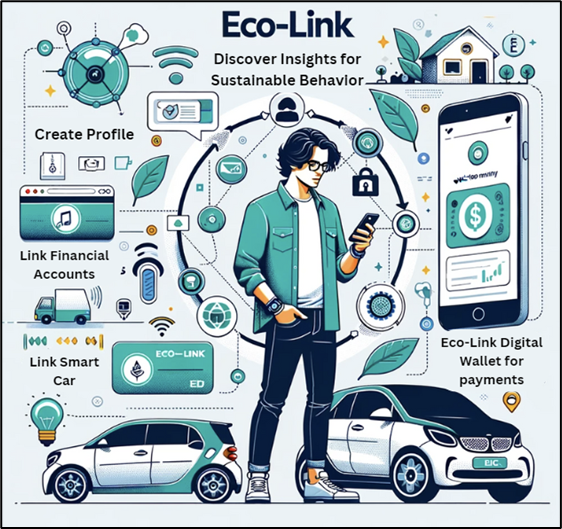 Eco-Link
Discover Insights for
Sustainable Behavior
Create Profile
Link Financial
Accounts
Link Smart
Car
ECO-LINK
ED
Eco-Link Digital
Wallet for
payments